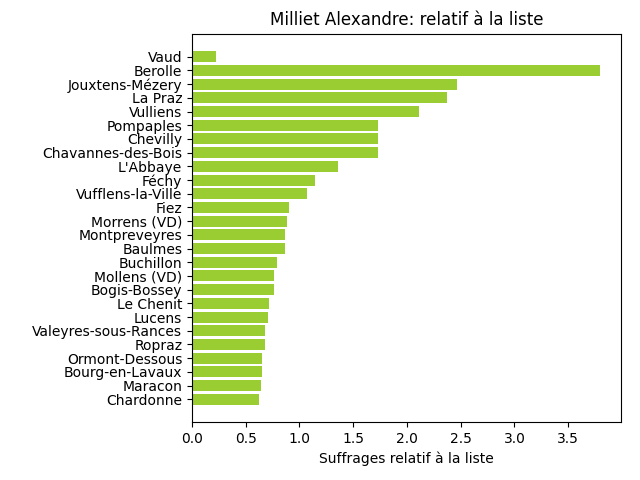 Milliet Alexandre: relatif à la liste
Vaud
Berolle
Jouxtens-Mézery
La Praz
Vulliens
Pompaples
Chevilly
Chavannes-des-Bois
L'Abbaye
Féchy
Vufflens-la-Ville
Fiez
Morrens (VD)
Montpreveyres
Baulmes
Buchillon
Mollens (VD)
Bogis-Bossey
Le Chenit
Lucens
Valeyres-sous-Rances
Ropraz
Ormont-Dessous
Bourg-en-Lavaux
Maracon
Chardonne
0.0 0.5 1.0 1.5 2.0 2.5 3.0 3.5
Suffrages relatif à la liste